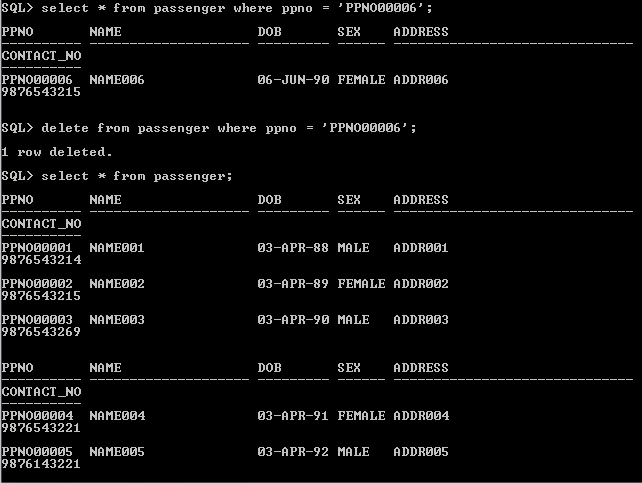 SQL> select * from passenger where ppno = 'PPNO00006';
PPNO NAME DOB SEX ADDRESS
CONTACT_NO
PPNO00006 NAME006 06-JUN-90 FEMALE ADDR006
9876543215
SQL> delete from passenger where ppno = 'PPNO00006';
1 row deleted.
SQL> select * from passenger;
PPNO NAME DOB SEX ADDRESS
CONTACT_NO
PPNO00001 NAME001 03-APR-88 MALE ADDR001
9876543214
PPNO00002 NAME002 03-APR-89 FEMALE ADDR002
9876543215
PPNO00003 NAME003 03-APR-90 MALE ADDR003
9876543269
PPNO NAME DOB SEX ADDRESS
CONTACT_NO
PPNO00004 NAME004 03-APR-91 FEMALE ADDR004
9876543221
PPNO00005 NAME005 03-APR-92 MALE ADDR005
9876143221